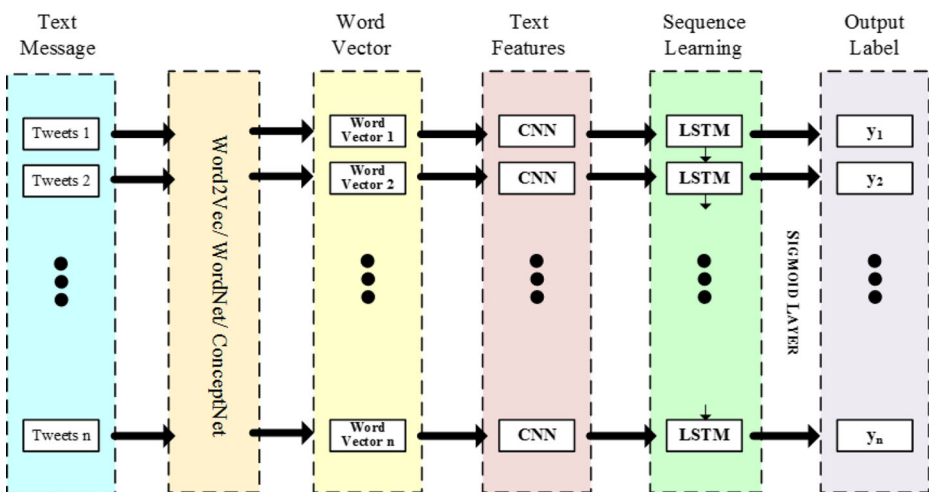 Text
Message
Word
Vector
Text
Features
Sequence
Learning
Output
Label
Tweets 1
Word
Vector 1
CNN
LSTM
y1
Tweets 2
Word
Vector 2
CNN
LSTM
y2
Word2Vec/ WordNet/ ConceptNet
SIGMOID LAYER
Tweets n
Word
Vector n
CNN
LSTM
yn